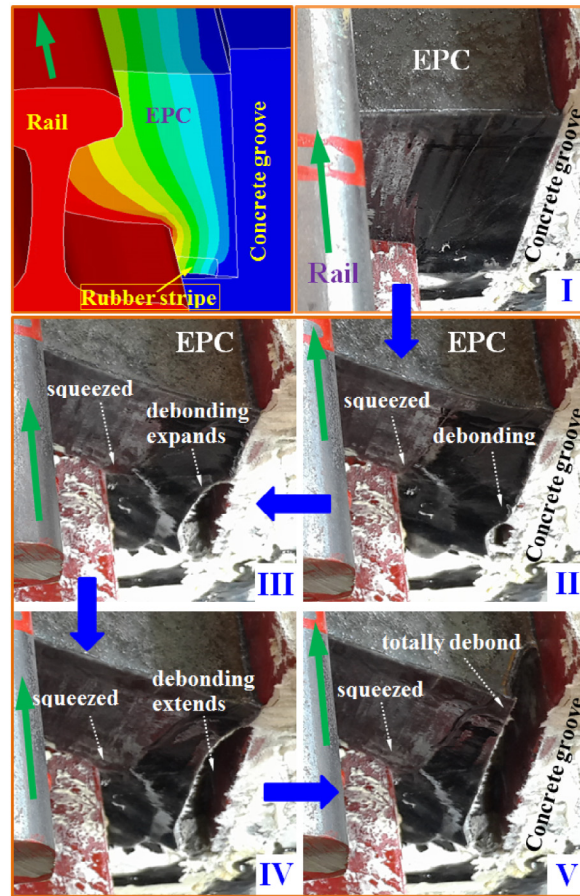 Rail
EPC
Concrete groove
Rubber stripe
EPC
Concrete groove
Rail
I
EPC
squeezed
debonding
expands
III
EPC
squeezed
debonding
Concrete groove
II
squeezed
debonding
extends
IV
totally debond
squeezed
Concrete groove
V